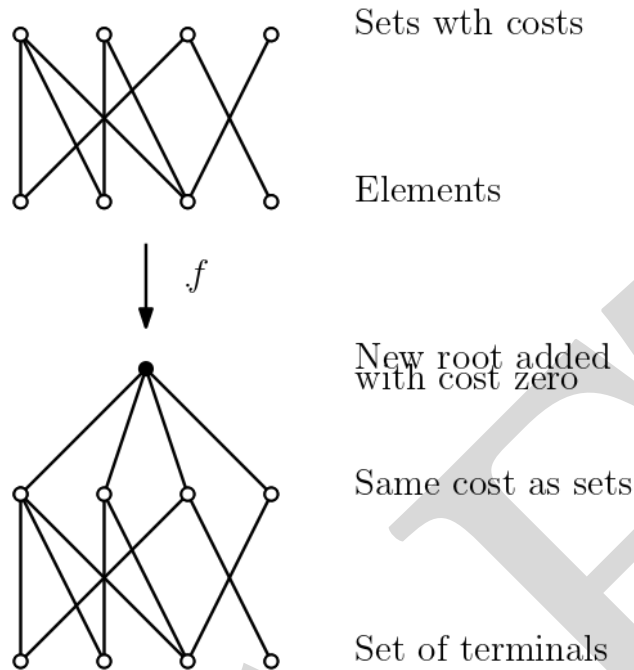 Sets wth costs
Elements
f
New root added
with cost zero
Same cost as sets
Set of terminals